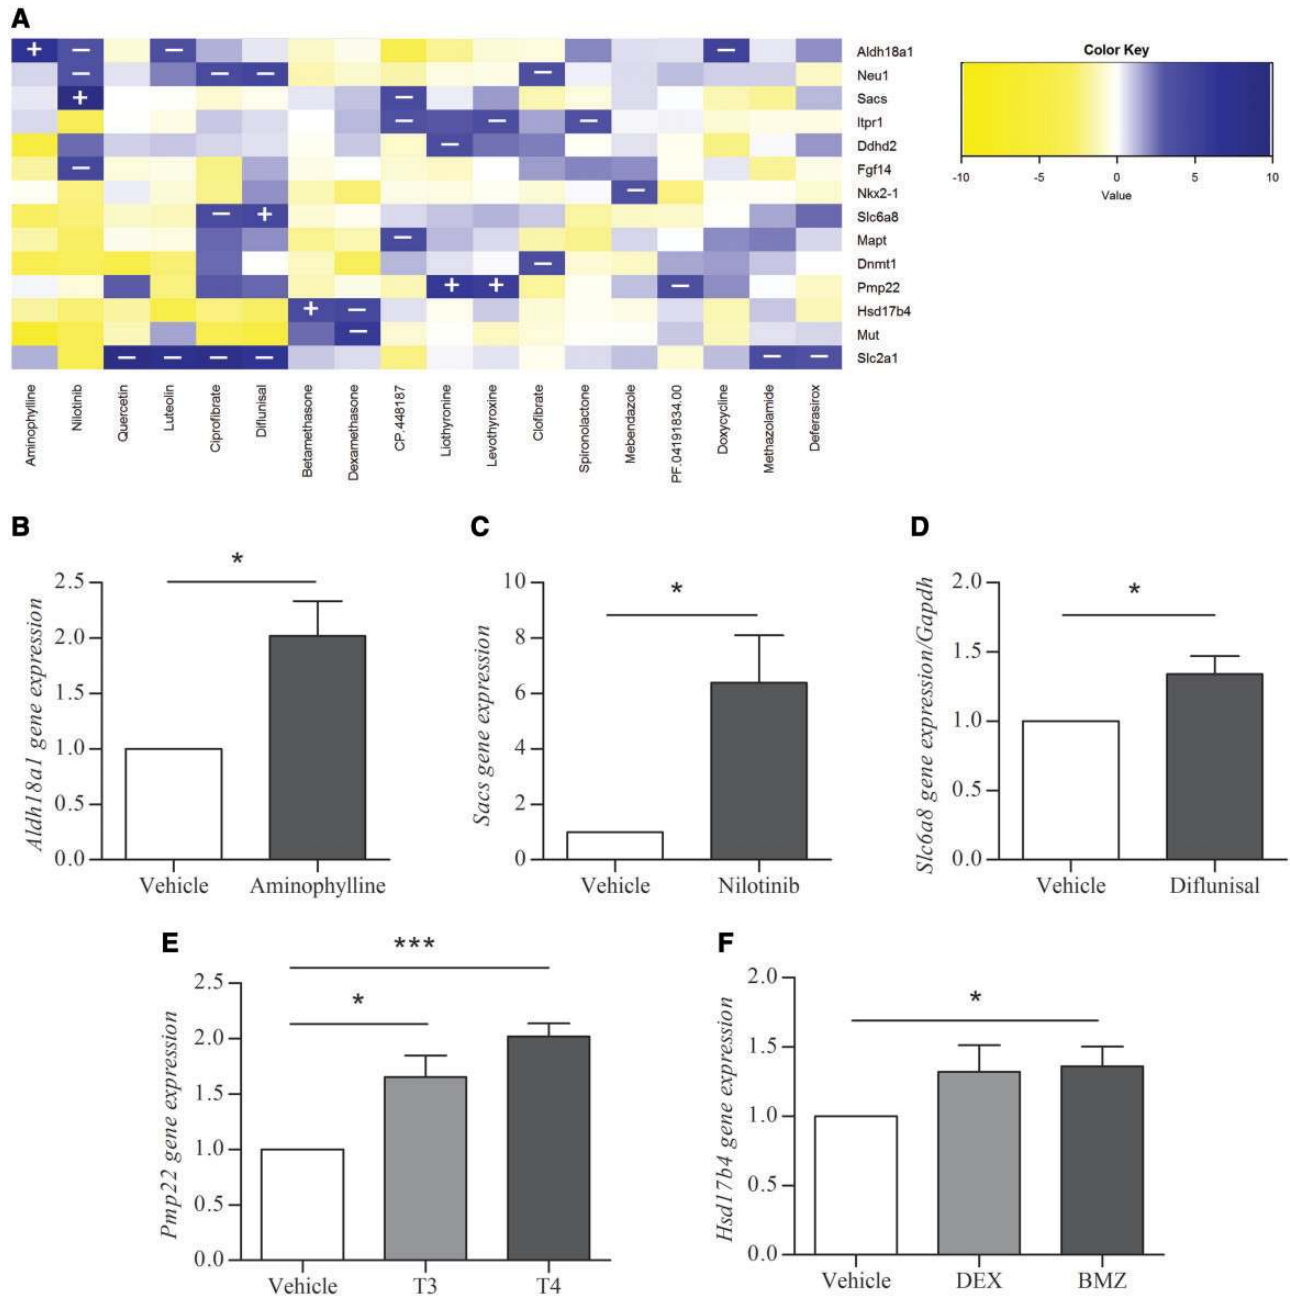 A
+ − − −
− − − −
+ −
− − −
−
−
−
− +
−
−
+ + −
+ −
−
− − − − − −
Aldh18a1
Neu1
Sacs
Itpr1
Ddhd2
Fgf14
Nkx2-1
Slc6a8
Mapt
Dnmt1
Pmp22
Hsd17b4
Mut
Slc2a1
Aminophylline
Nilotinib
Quercetin
Luteolin
Ciprofibrate
Diflunisal
Betamethasone
Dexamethasone
CP.448187
Liothyronine
Levothyroxine
Clofibrate
Spironolactone
Mebendazole
PF.04191834.00
Doxycycline
Methazolamide
Deferasirox
Color Key
-10 -5 0 5 10
Value
B
Aldh18a1 gene expression
2.5
2.0
1.5
1.0
0.5
0.0
*
Vehicle Aminophylline
C
Sacs gene expression
10
8
6
4
2
0
*
Vehicle Nilotinib
D
Slc6a8 gene expression/Gapdh
2.0
1.5
1.0
0.5
0.0
*
Vehicle Diflunisal
E
Pmp22 gene expression
2.5
2.0
1.5
1.0
0.5
0.0
***
*
Vehicle T3 T4
F
Hsd17b4 gene expression
2.0
1.5
1.0
0.5
0.0
*
Vehicle DEX BMZ